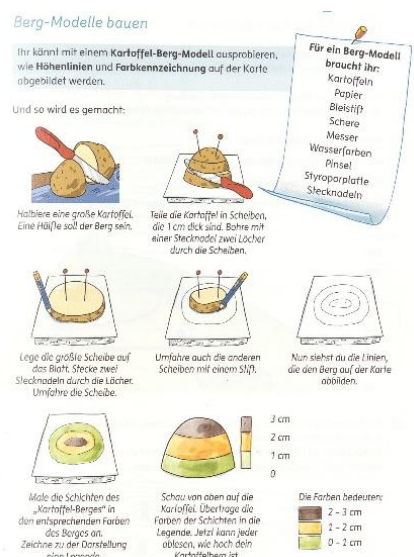 Berg-Modelle bauen
Ihr könnt mit einem Kartoffel-Berg-Modell ausprobieren,
wie Höhenlinien und Farbkennzeichnung auf der Karte
abgebildet werden.
Für ein Berg-Modell
braucht ihr:
Kartoffeln
Papier
Bleistift
Schere
Messer
Wasserfarben
Pinsel
Styroporplatte
Stecknadeln
Und so wird es gemacht:
Halbiere eine große Kartoffel.
Eine Hälfte soll der Berg sein.
Teile die Kartoffel in Scheiben,
die 1 cm dick sind. Bohre mit
einer Stecknadel zwei Löcher
durch die Scheiben.
Lege die größte Scheibe auf
das Blatt. Stecke zwei
Stecknadeln durch die Löcher.
Umfahre die Scheibe.
Umfahre auch die anderen
Scheiben mit einem Stift.
Nun siehst du die Linien,
die den Berg auf der Karte
abbilden.
3 cm
2 cm
1 cm
0
Male die Schichten des
„Kartoffel-Berges" in
den entsprechenden Farben
des Berges an.
Zeichne zu der Darstellung
eine Legende.
Schau von oben auf die
Kartoffel. Übertrage die
Farben der Schichten in die
Legende. Jetzt kann jeder
ablesen, wie hoch dein
Kartoffelberg ist.
Die Farben bedeuten:
2 – 3 cm
1 – 2 cm
0 – 1 cm